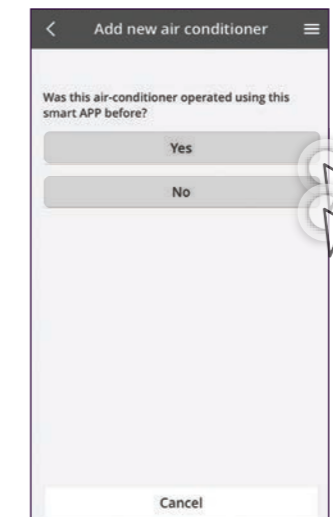 Add new air conditioner
Was this air-conditioner operated using this
smart APP before?
Yes
No
Cancel